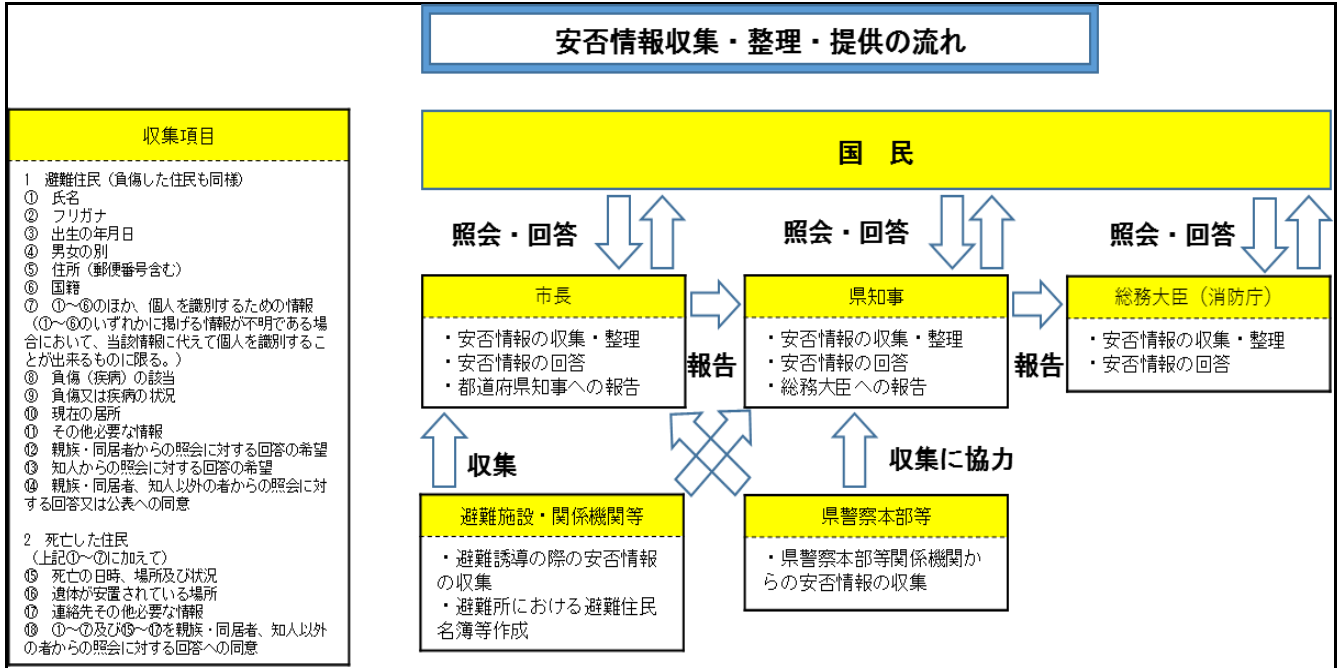 安否情報収集・整理・提供の流れ
収集項目
1 避難住民(負傷した住民も同様)
① 氏名
② フリガナ
③ 出生の年月日
④ 男女の別
⑤ 住所(郵便番号含む)
⑥ 国籍
⑦ ①~⑥のほか、個人を識別するための情報
(①~⑥のいずれかに掲げる情報が不明である場
合において、当該情報に代えて個人を識別するこ
とが出来るものに限る。)
⑧ 負傷(疾病)の該当
⑨ 負傷又は疾病の状況
⑩ 現在の居所
⑪ その他必要な情報
⑫ 親族・同居者からの照会に対する回答の希望
⑬ 知人からの照会に対する回答の希望
⑭ 親族・同居者、知人以外の者からの照会に対
する回答又は公表への同意
2 死亡した住民
(上記①~⑦に加えて)
⑮ 死亡の日時、場所及び状況
⑯ 遺体が安置されている場所
⑰ 連絡先その他必要な情報
⑱ ①~⑦及び⑮~⑰を親族・同居者、知人以外
の者からの照会に対する回答への同意
国 民
照会・回答
照会・回答
照会・回答
市長
・安否情報の収集・整理
・安否情報の回答
・都道府県知事への報告
報告
県知事
・安否情報の収集・整理
・安否情報の回答
・総務大臣への報告
報告
総務大臣(消防庁)
・安否情報の収集・整理
・安否情報の回答
収集
収集に協力
避難施設・関係機関等
・避難誘導の際の安否情報
の収集
・避難所における避難住民
名簿等作成
県警察本部等
・県警察本部等関係機関か
らの安否情報の収集